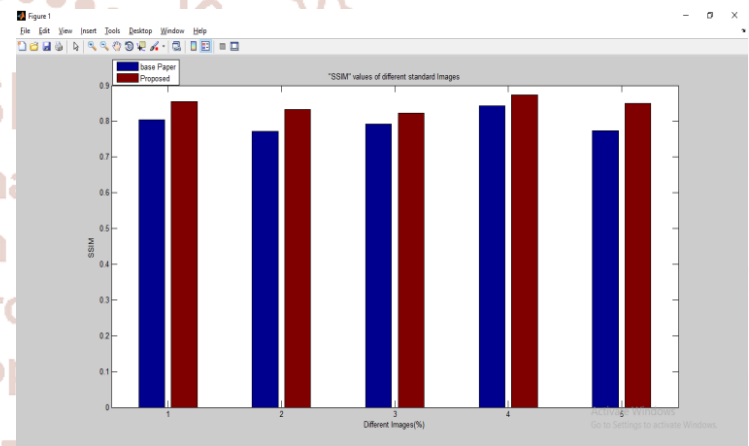 Figure 1
File Edit View Insert Tools Desktop Window Help
base Paper
Proposed
"SSIM" values of different standard Images
0.9
0.8
0.7
0.6
0.5
0.4
0.3
0.2
0.1
0
SSIM
1 2 3 4 5
Different Images(%)
Activate Windows
Go to Settings to activate Windows.